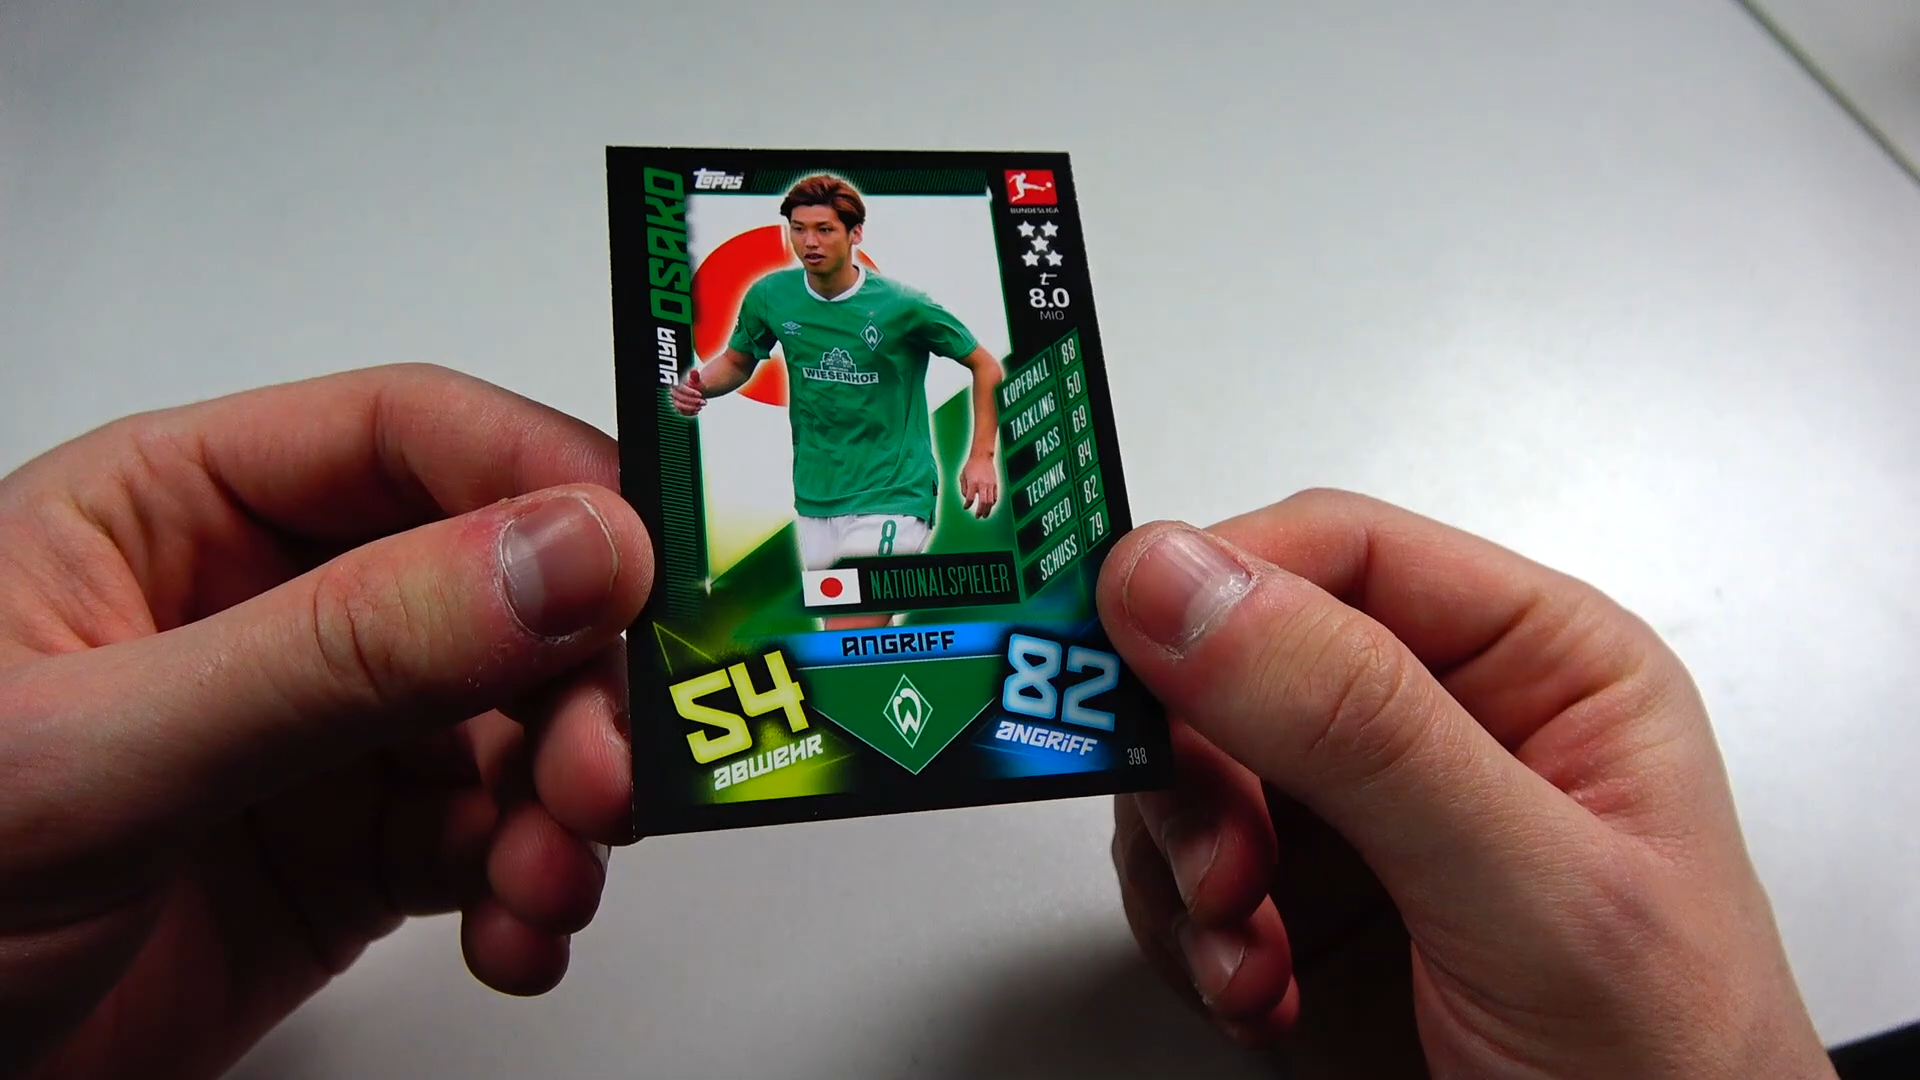 YUYA OSAKO
Topps
BUNDESLIGA
8.0
MIO
KOPFBALL 88
TACKLING 50
PASS 69
TECHNIK 84
SPEED 82
SCHUSS 79
WIESENHOF
8
NATIONALSPIELER
ANGRIFF
54
ABWEHR
W
82
ANGRIFF
398